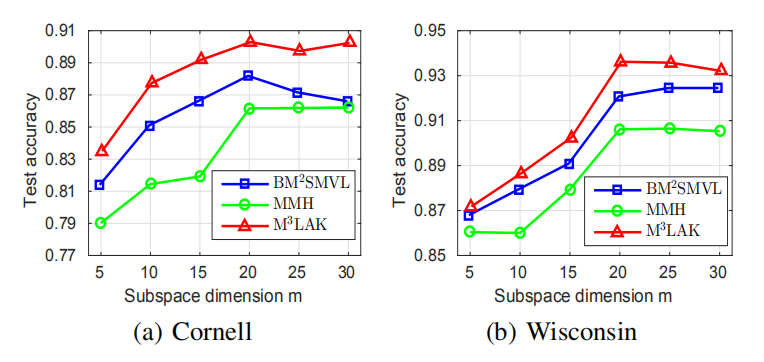 0.91
0.89
0.87
0.85
0.83
0.81
0.79
0.77
Test accuracy
5 10 15 20 25 30
Subspace dimension m
BM²SMVL
MMH
M³LAK
(a) Cornell
0.95
0.93
0.91
0.89
0.87
0.85
Test accuracy
5 10 15 20 25 30
Subspace dimension m
BM²SMVL
MMH
M³LAK
(b) Wisconsin